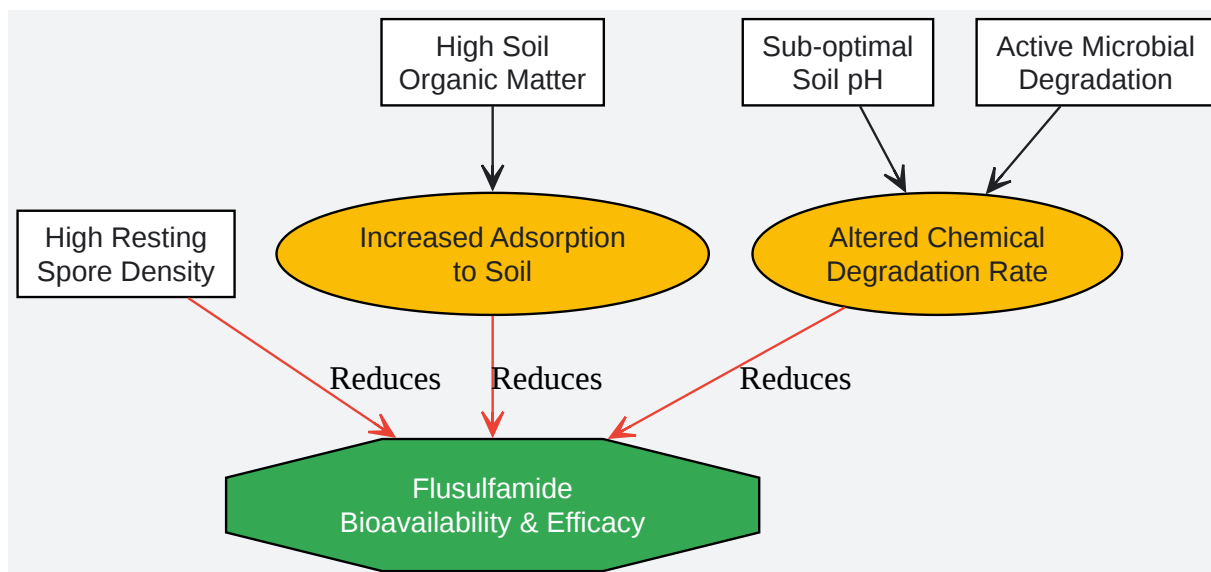 High Soil
Organic Matter
Sub-optimal
Soil pH
Active Microbial
Degradation
High Resting
Spore Density
Increased Adsorption
to Soil
Altered Chemical
Degradation Rate
Reduces
Reduces
Reduces
Flusulfamide
Bioavailability & Efficacy